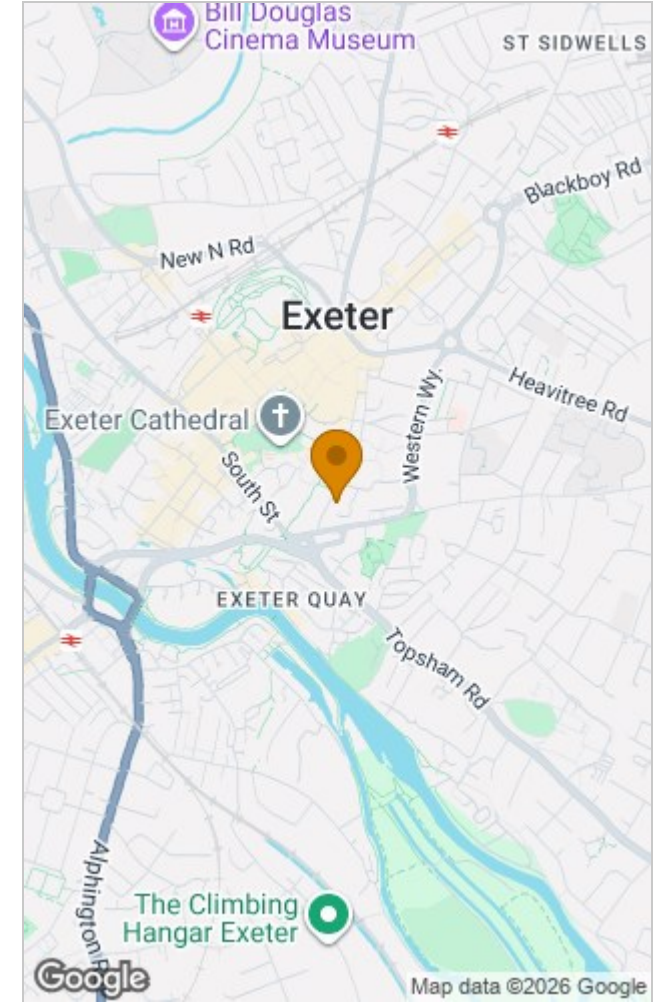 Bill Douglas
Cinema Museum
ST SIDWELLS
Blackboy Rd
New N Rd
Exeter
Heavitree Rd
Western Wy.
Exeter Cathedral
South St
EXETER QUAY
Topsham Rd
Alphington R
The Climbing
Hangar Exeter
Google
Map data ©2026 Google